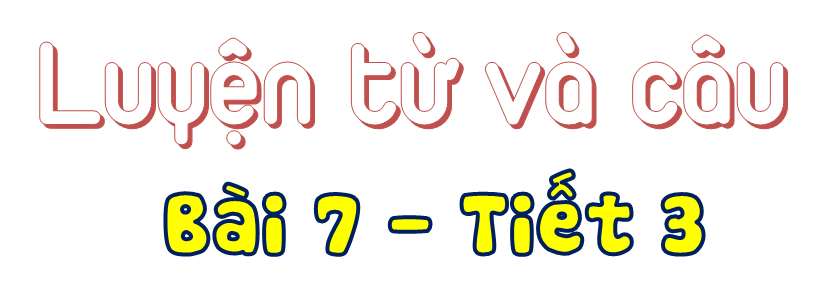 Luyện từ và câu
Bài 7 - Tiết 3